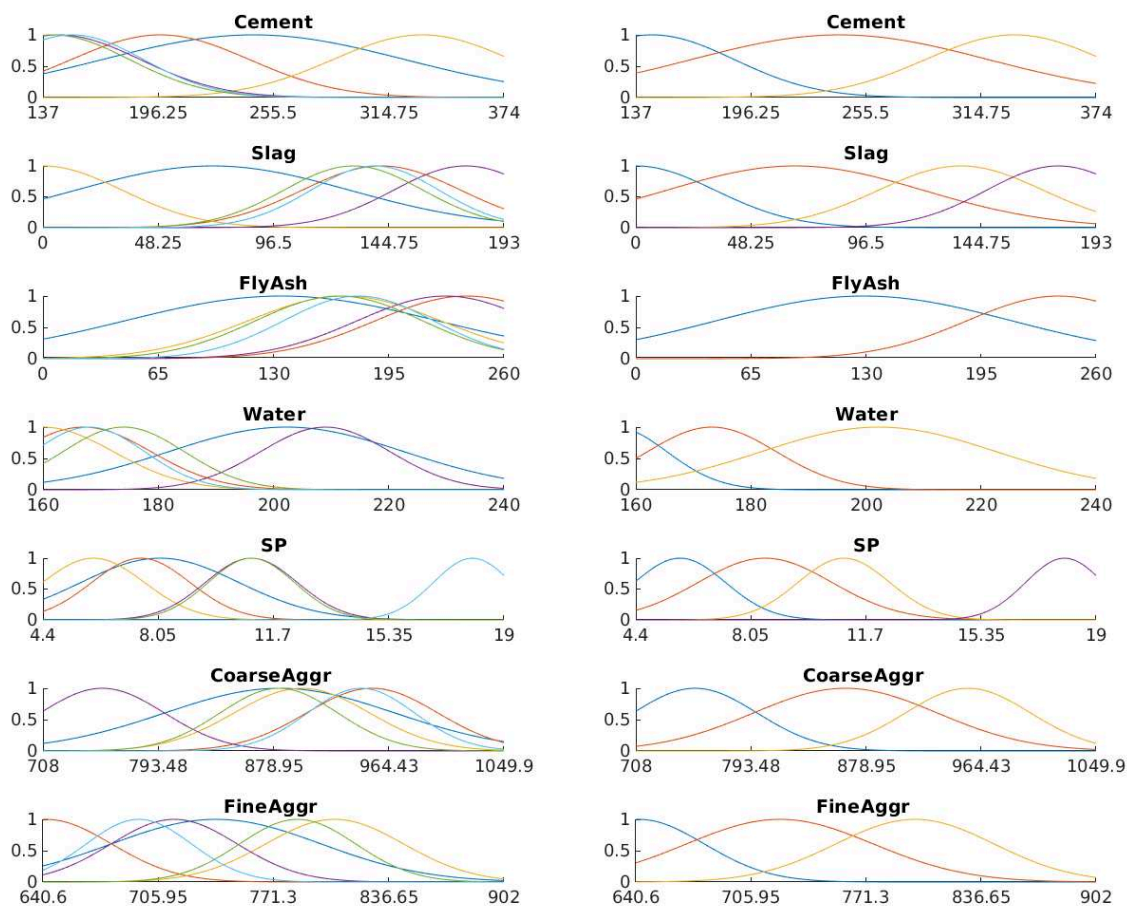 Cement
1
0.5
0
137 196.25 255.5 314.75 374
Slag
1
0.5
0
0 48.25 96.5 144.75 193
FlyAsh
1
0.5
0
0 65 130 195 260
Water
1
0.5
0
160 180 200 220 240
SP
1
0.5
0
4.4 8.05 11.7 15.35 19
CoarseAggr
1
0.5
0
708 793.48 878.95 964.43 1049.9
FineAggr
1
0.5
0
640.6 705.95 771.3 836.65 902
Cement
1
0.5
0
137 196.25 255.5 314.75 374
Slag
1
0.5
0
0 48.25 96.5 144.75 193
FlyAsh
1
0.5
0
0 65 130 195 260
Water
1
0.5
0
160 180 200 220 240
SP
1
0.5
0
4.4 8.05 11.7 15.35 19
CoarseAggr
1
0.5
0
708 793.48 878.95 964.43 1049.9
FineAggr
1
0.5
0
640.6 705.95 771.3 836.65 902